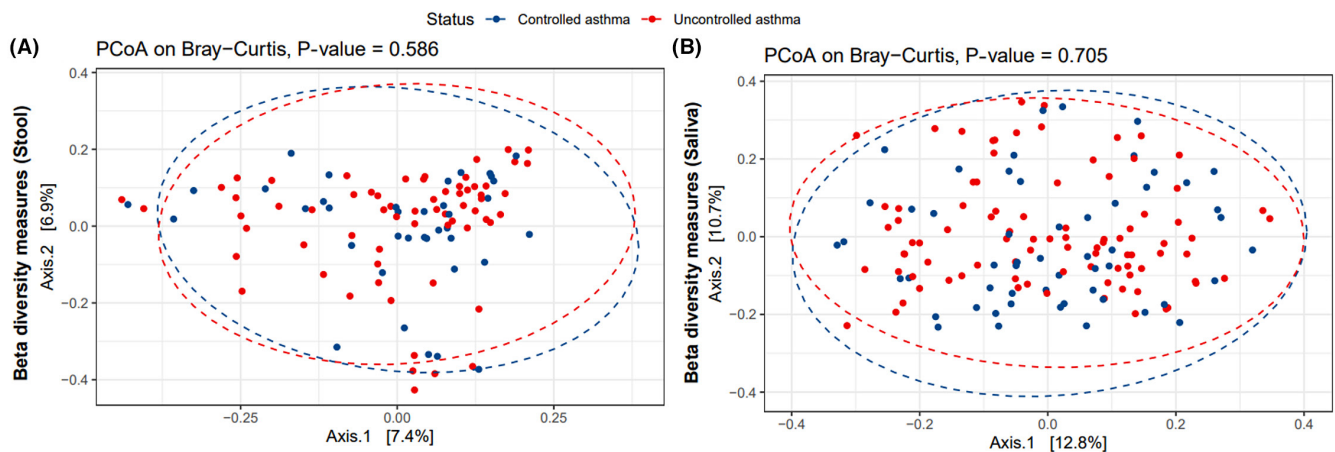 Status Controlled asthma Uncontrolled asthma
(A)
PCoA on Bray−Curtis, P-value = 0.586
Beta diversity measures (Stool)
Axis.2 [6.9%]
0.4
0.2
0.0
−0.2
−0.4
−0.25 0.00 0.25
Axis.1 [7.4%]
(B)
PCoA on Bray−Curtis, P-value = 0.705
Beta diversity measures (Saliva)
Axis.2 [10.7%]
0.4
0.2
0.0
−0.2
−0.4
−0.4 −0.2 0.0 0.2 0.4
Axis.1 [12.8%]